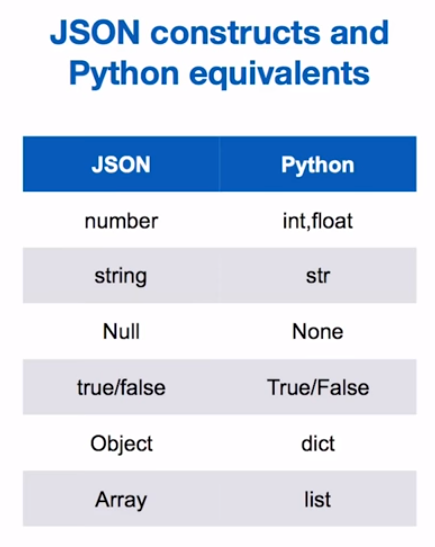 JSON constructs and
Python equivalents
JSON Python
number int,float
string str
Null None
true/false True/False
Object dict
Array list